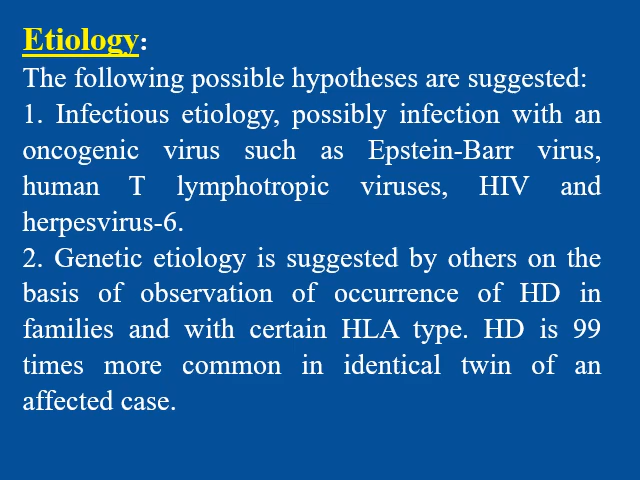 Etiology:
The following possible hypotheses are suggested:
1. Infectious etiology, possibly infection with an
oncogenic virus such as Epstein-Barr virus,
human T lymphotropic viruses, HIV and
herpesvirus-6.
2. Genetic etiology is suggested by others on the
basis of observation of occurrence of HD in
families and with certain HLA type. HD is 99
times more common in identical twin of an
affected case.